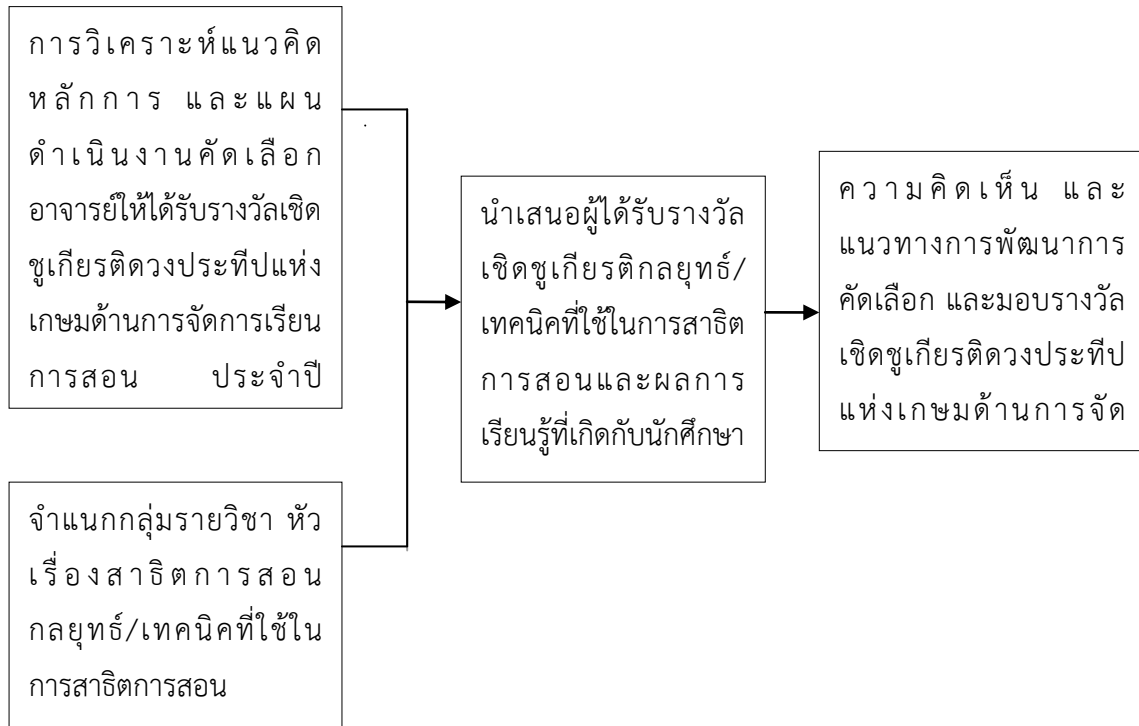 การวิเคราะห์แนวคิด
หลักการ และแผน
ดำเนินงานคัดเลือก
อาจารย์ให้ได้รับรางวัลเชิด
ชูเกียรติดวงประทีปแห่ง
เกษมด้านการจัดการเรียน
การสอน ประจำปี
จำแนกกลุ่มรายวิชา หัว
เรื่องสาธิตการสอน
กลยุทธ์/เทคนิคที่ใช้ใน
การสาธิตการสอน
นำเสนอผู้ได้รับรางวัล
เชิดชูเกียรติกลยุทธ์/
เทคนิคที่ใช้ในการสาธิต
การสอนและผลการ
เรียนรู้ที่เกิดกับนักศึกษา
ความคิดเห็น และ
แนวทางการพัฒนาการ
คัดเลือก และมอบรางวัล
เชิดชูเกียรติดวงประทีป
แห่งเกษมด้านการจัด